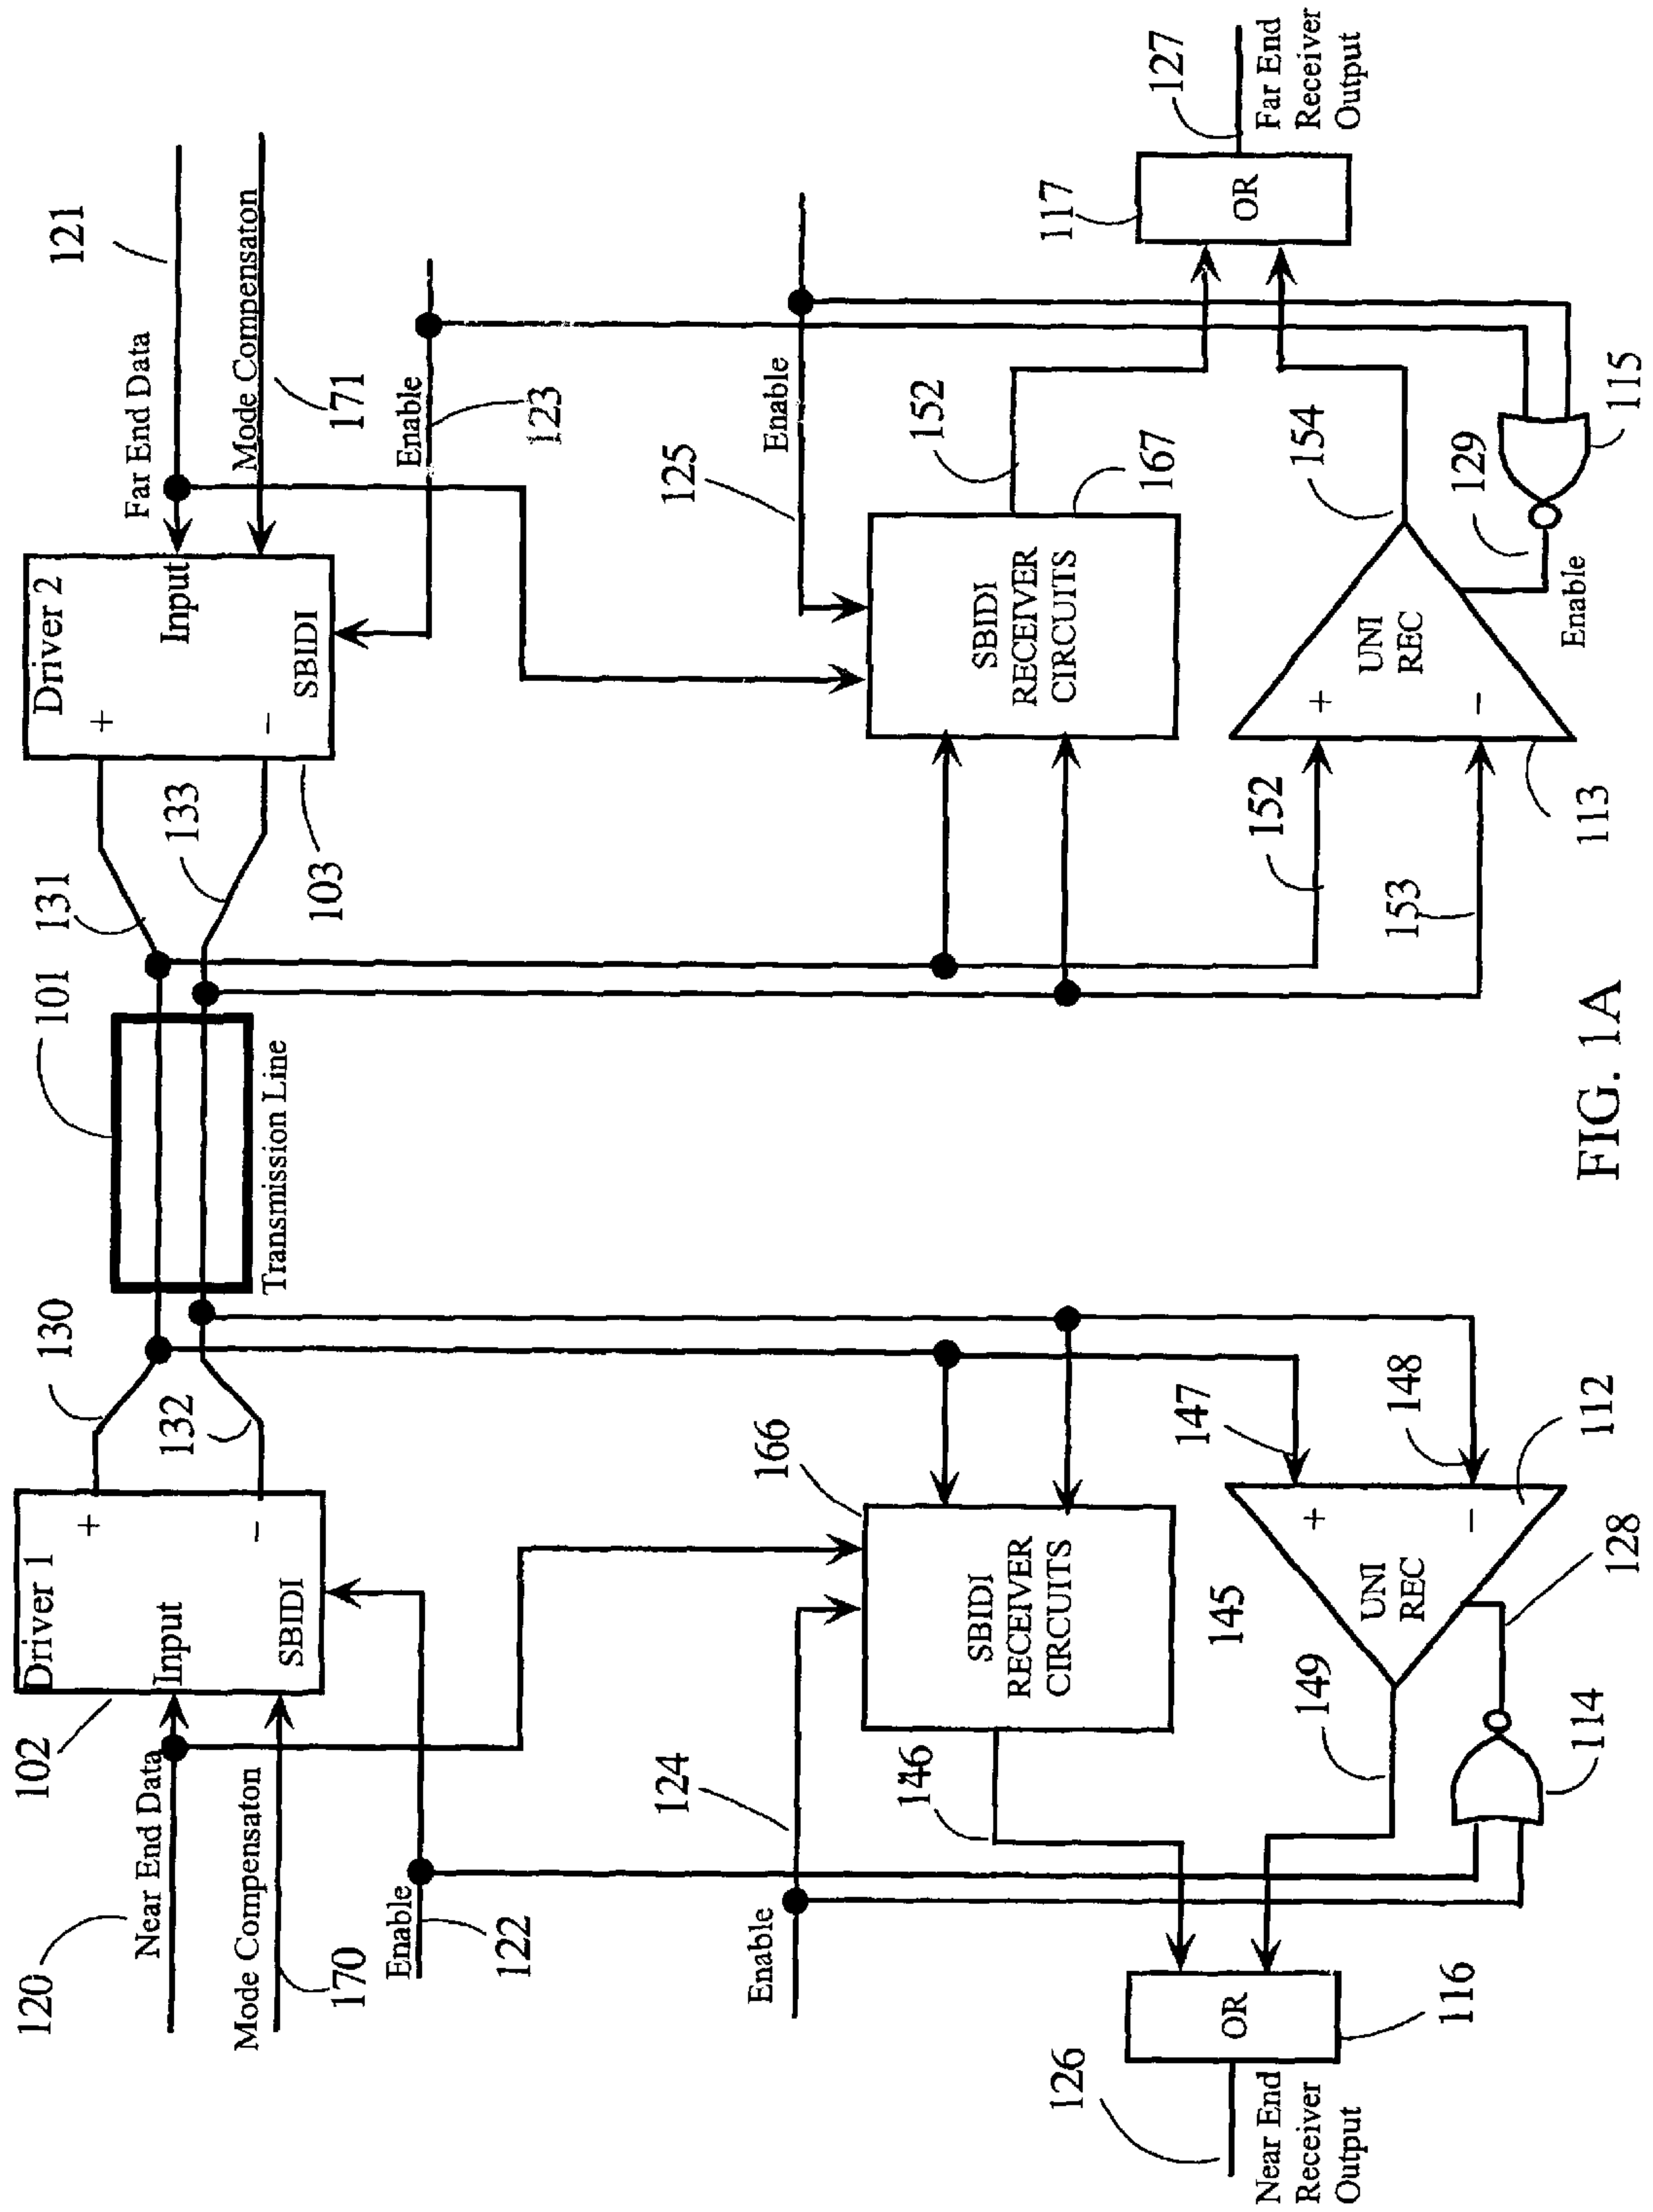 120
Near End Data
102
Driver 1
Input
+
−
SBIDI
130
132
101
Transmission Line
131
133
Driver 2
+
−
Input
SBIDI
103
Far End Data
121
Mode Compensaton
171
Enable
123
Mode Compensaton
170
Enable
122
Enable
124
166
SBIDI
RECEIVER
CIRCUITS
146
125
Enable
SBIDI
RECEIVER
CIRCUITS
152
167
126
Near End
Receiver
Output
OR
116
149
145
UNI
REC
+
−
147
148
112
128
114
152
153
+
−
UNI
REC
113
154
129
Enable
115
117
OR
127
Far End
Receiver
Output
FIG. 1A